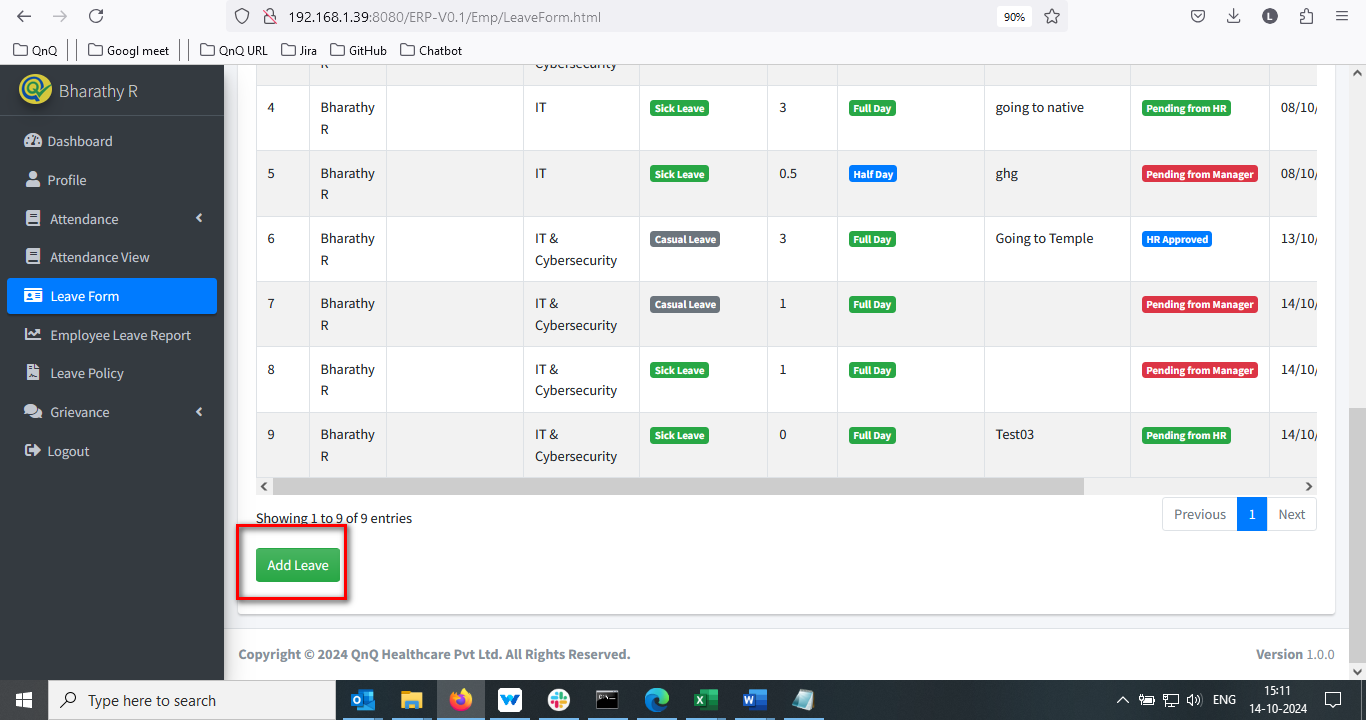 192.168.1.39:8080/ERP-V0.1/Emp/LeaveForm.html
90%
L
QnQ
Googl meet
QnQ URL
Jira
GitHub
Chatbot
Bharathy R
Dashboard
Profile
Attendance
Attendance View
Leave Form
Employee Leave Report
Leave Policy
Grievance
Logout
R Cybersecurity
4 Bharathy R IT Sick Leave 3 Full Day going to native Pending from HR 08/10/
5 Bharathy R IT Sick Leave 0.5 Half Day ghg Pending from Manager 08/10/
6 Bharathy R IT & Cybersecurity Casual Leave 3 Full Day Going to Temple HR Approved 13/10/
7 Bharathy R IT & Cybersecurity Casual Leave 1 Full Day Pending from Manager 14/10/
8 Bharathy R IT & Cybersecurity Sick Leave 1 Full Day Pending from Manager 14/10/
9 Bharathy R IT & Cybersecurity Sick Leave 0 Full Day Test03 Pending from HR 14/10/
Showing 1 to 9 of 9 entries
Previous 1 Next
Add Leave
Copyright © 2024 QnQ Healthcare Pvt Ltd. All Rights Reserved.
Version 1.0.0
Type here to search
ENG
15:11
14-10-2024